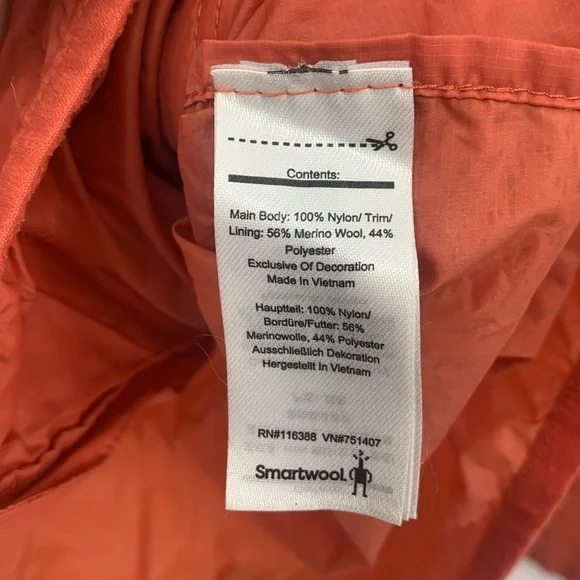 Contents:
Main Body: 100% Nylon/ Trim/
Lining: 56% Merino Wool, 44%
Polyester
Exclusive Of Decoration
Made In Vietnam
Hauptteil: 100% Nylon/
Bordüre/Futter: 56%
Merinowolle, 44% Polyester
Ausschließlich Dekoration
Hergestellt In Vietnam
RN#116388 VN#751407
Smartwool.